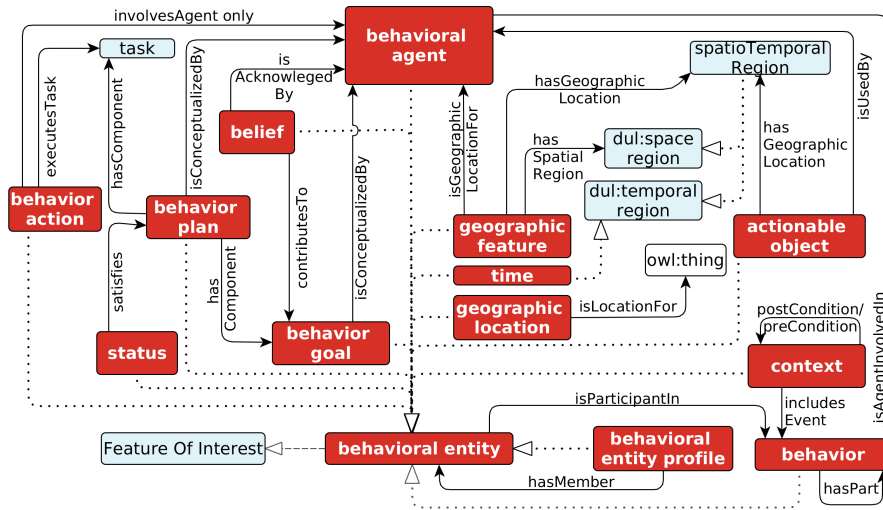 involvesAgent only
behavioral
agent
task
executesTask
hasComponent
isConceptualizedBy
is
Acknowleged
By
belief
spatioTemporal
Region
hasGeographic
Location
isUsedBy
isGeographic
LocationFor
has
Spatial
Region
dul:space
region
has
Geographic
Location
dul:temporal
region
behavior
action
behavior
plan
contributesTo
isConceptualizedBy
geographic
feature
actionable
object
satisfies
has
Component
time
owl:thing
geographic
location
isLocationFor
status
behavior
goal
postCondition/
preCondition
context
isAgentInvolvedIn
isParticipantIn
includes
Event
Feature Of Interest
behavioral entity
behavioral
entity profile
behavior
hasMember
hasPart